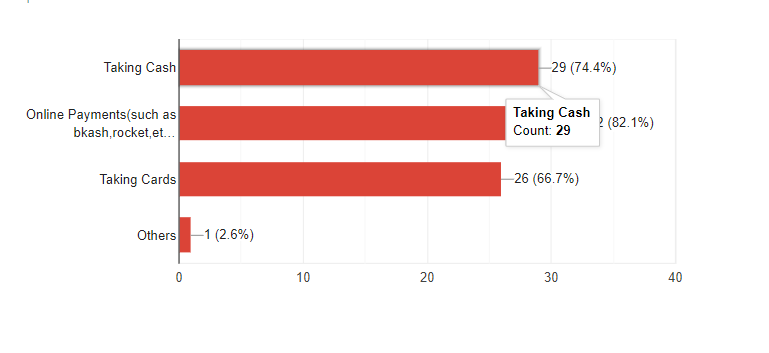 Taking Cash
29 (74.4%)
Taking Cash
Count: 29
Online Payments(such as
bkash,rocket,et...
2 (82.1%)
Taking Cards
26 (66.7%)
Others
1 (2.6%)
0
10
20
30
40